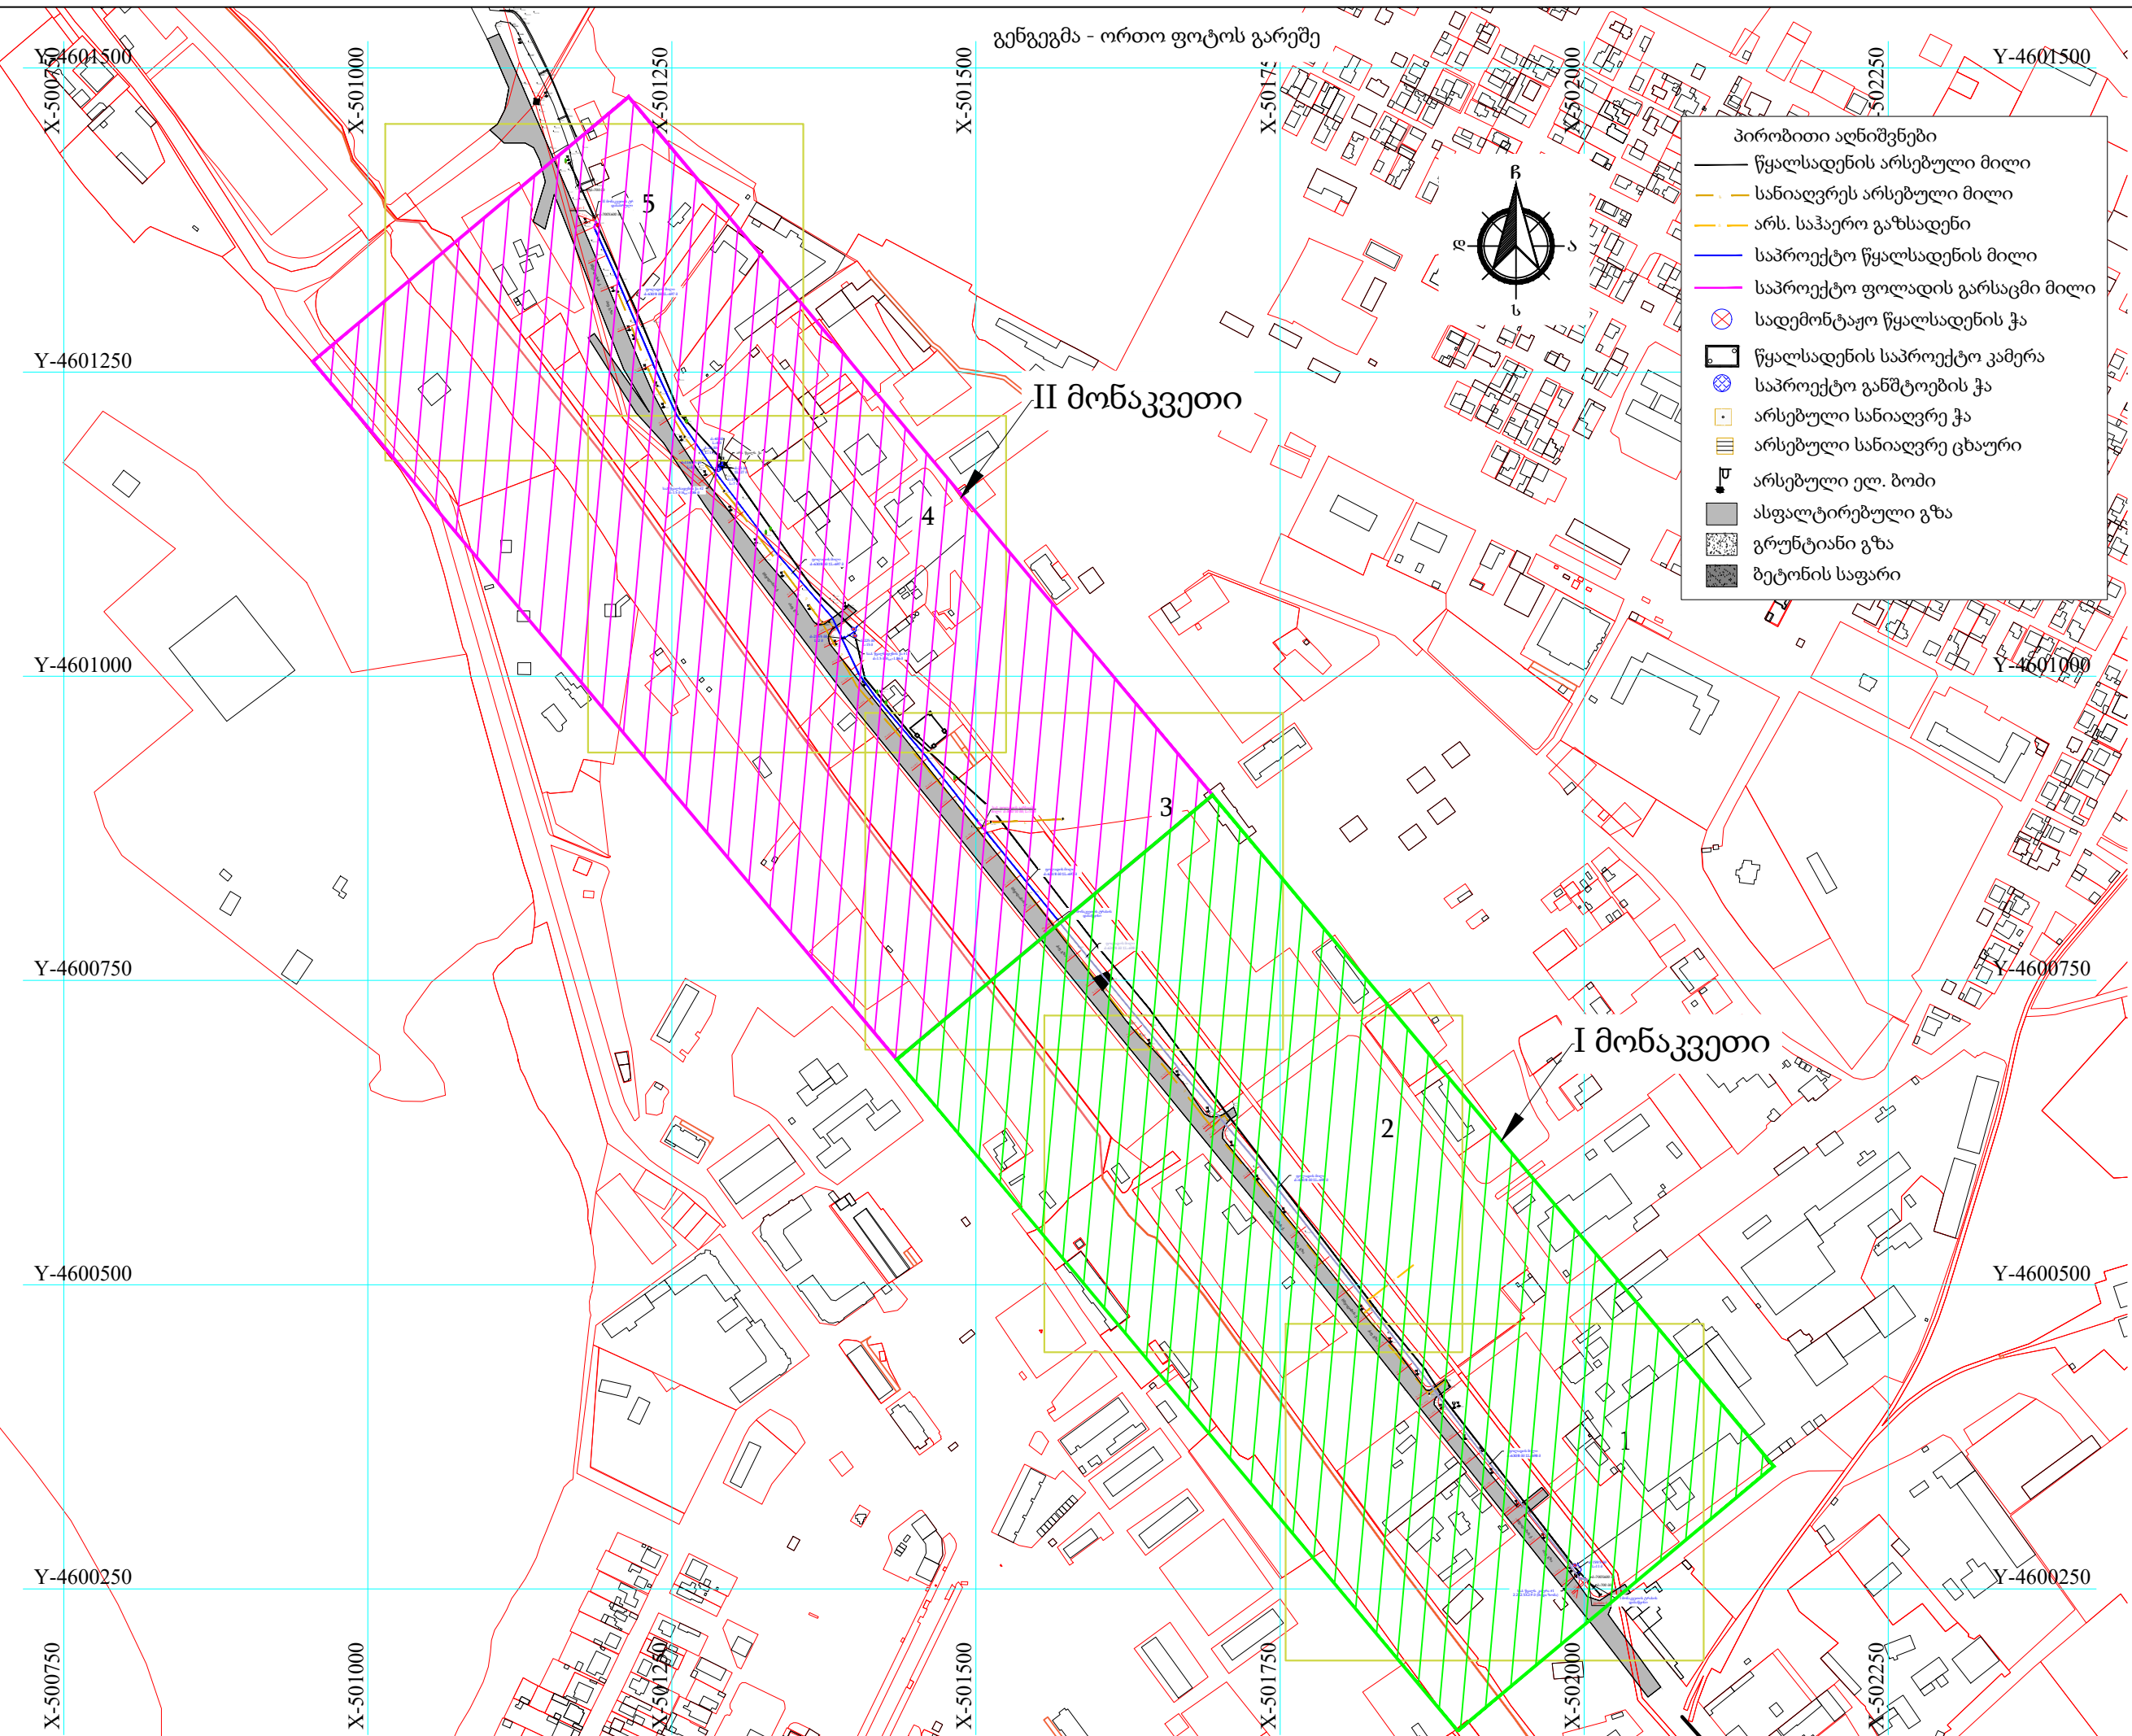 გენგეგმა - ორთო ფოტოს გარეშე
Y-4601500
Y-4601500
X-500750
X-501000
X-501250
X-501500
X-502000
X-502250
პირობითი აღნიშვნები
წყალსადენის არსებული მილი
სანიაღვრეს არსებული მილი
არს. საჰაერო გაზსადენი
საპროექტო წყალსადენის მილი
საპროექტო ფოლადის გარსაცმი მილი
სადემონტაჟო წყალსადენის ჭა
წყალსადენის საპროექტო კამერა
საპროექტო განშტოების ჭა
არსებული სანიაღვრე ჭა
არსებული სანიაღვრე ცხაური
არსებული ელ. ბოძი
ასფალტირებული გზა
გრუნტიანი გზა
ბეტონის საფარი
ჩ
დ
ა
ს
5
Y-4601250
II მონაკვეთი
4
Y-4601000
Y-4601000
3
Y-4600750
Y-4600750
I მონაკვეთი
2
Y-4600500
Y-4600500
1
Y-4600250
Y-4600250
X-500750
X-501000
X-501250
X-501500
X-501750
X-502000
X-502250